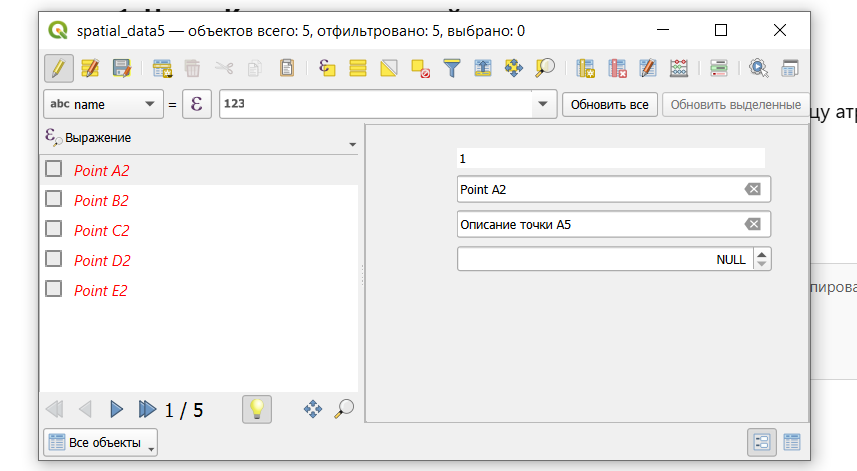 spatial_data5 — объектов всего: 5, отфильтровано: 5, выбрано: 0
abc name = ε 123 Обновить все Обновить выделенные
цу ат
Выражение
1
Point A2
Point A2
Point B2
Описание точки A5
Point C2
NULL
Point D2
Point E2
пирова
1 / 5
Все объекты